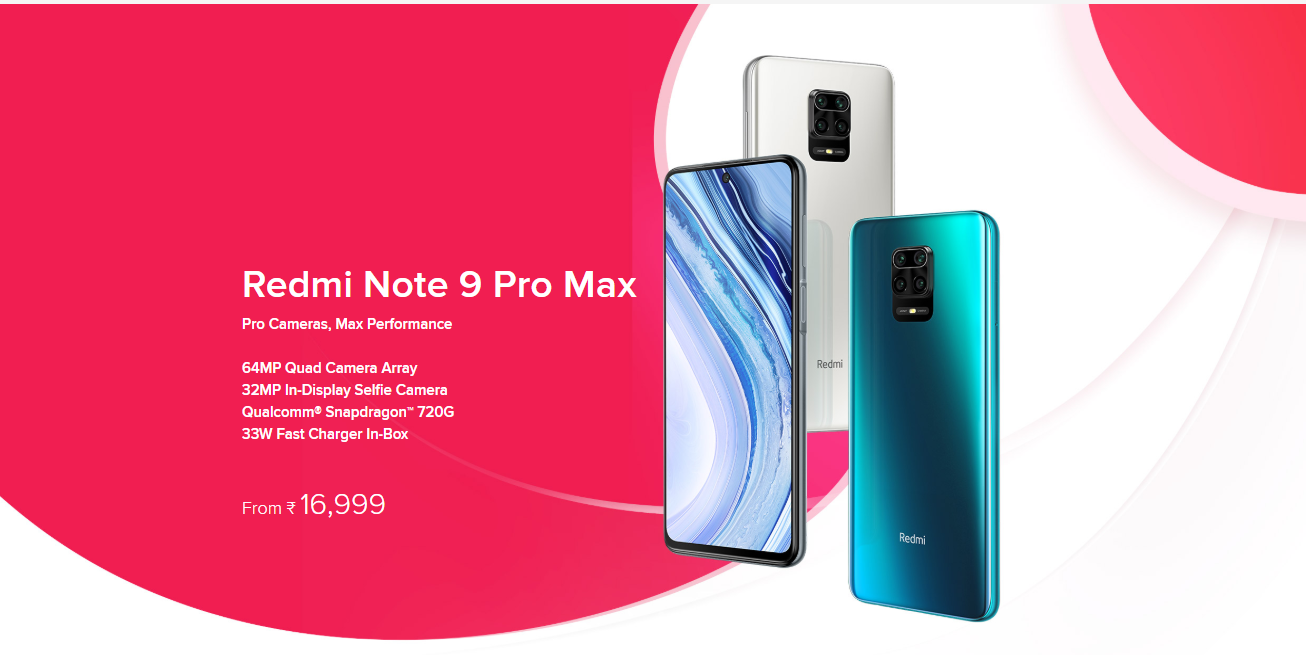 Redmi Note 9 Pro Max
Pro Cameras, Max Performance
64MP Quad Camera Array
32MP In-Display Selfie Camera
Qualcomm® Snapdragon™ 720G
33W Fast Charger In-Box
From ₹ 16,999
Redmi
Redmi